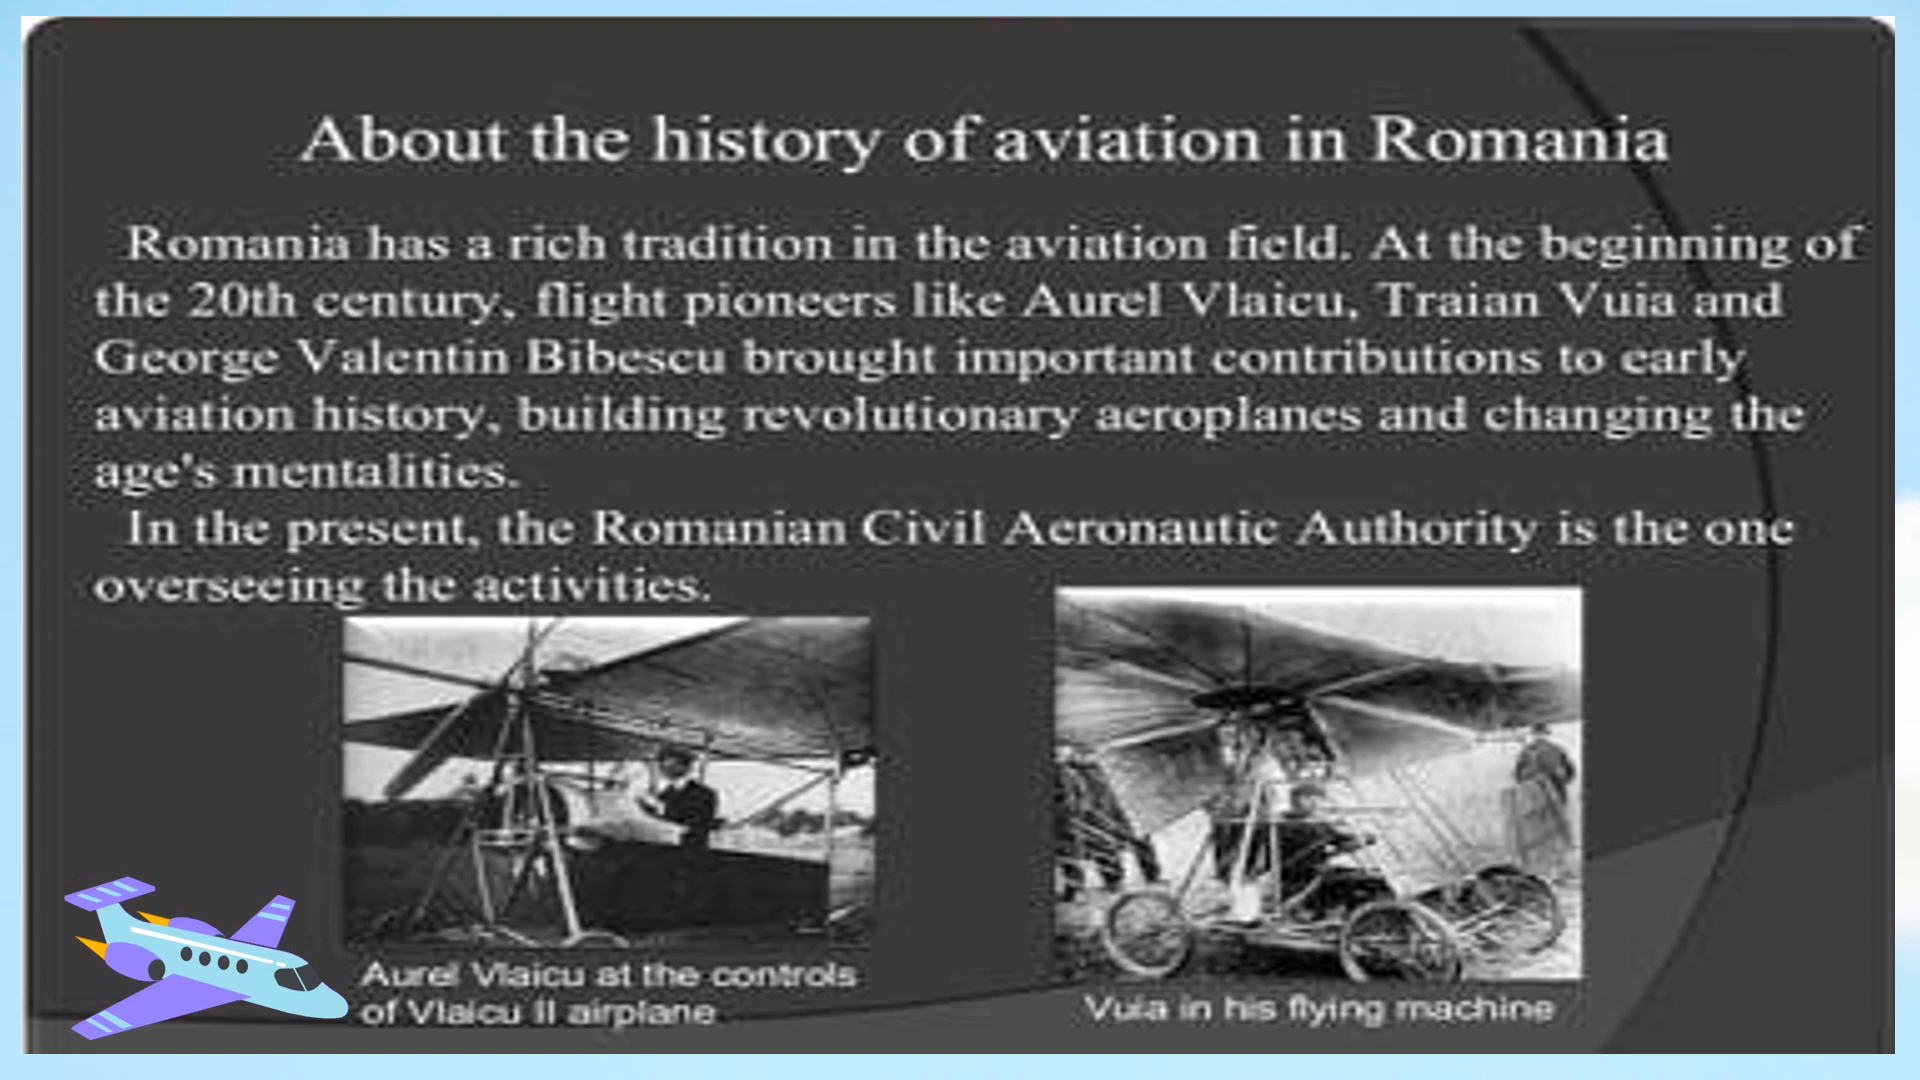 About the history of aviation in Romania
Romania has a rich tradition in the aviation field. At the beginning of
the 20th century, flight pioneers like Aurel Vlaicu, Traian Vuia and
George Valentin Bibescu brought important contributions to early
aviation history, building revolutionary aeroplanes and changing the
age's mentalities.
In the present, the Romanian Civil Aeronautic Authority is the one
overseeing the activities.
Aurel Vlaicu at the controls
of Vlaicu II airplane
Vuia in his flying machine